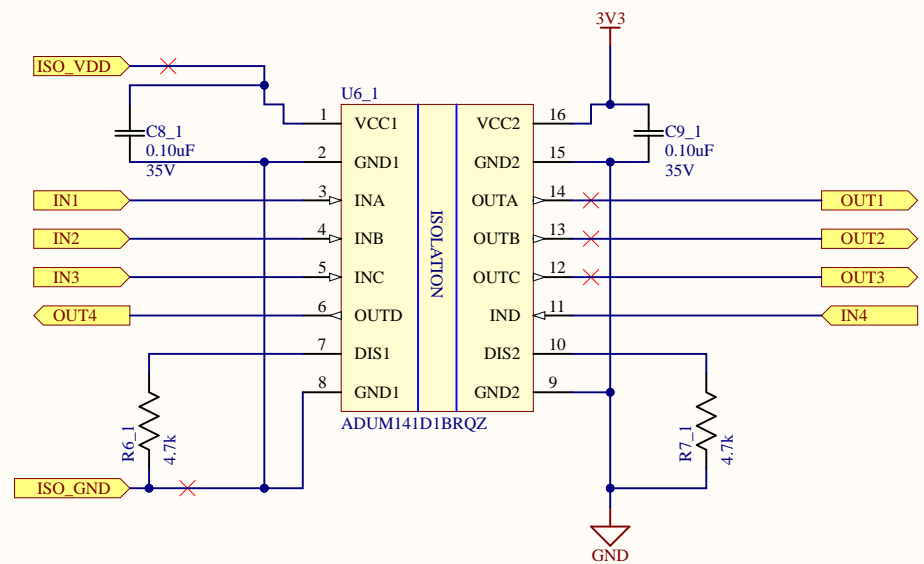 3V3
ISO_VDD
U6_1
1
VCC1
VCC2
16
C8_1
0.10uF
35V
C9_1
0.10uF
35V
2
GND1
GND2
15
IN1
3
INA
OUTA
14
OUT1
IN2
4
INB
OUTB
13
OUT2
ISOLATION
IN3
5
INC
OUTC
12
OUT3
OUT4
6
OUTD
IND
11
IN4
7
DIS1
DIS2
10
8
GND1
GND2
9
ADUM141D1BRQZ
R6_1
4.7k
R7_1
4.7k
ISO_GND
GND